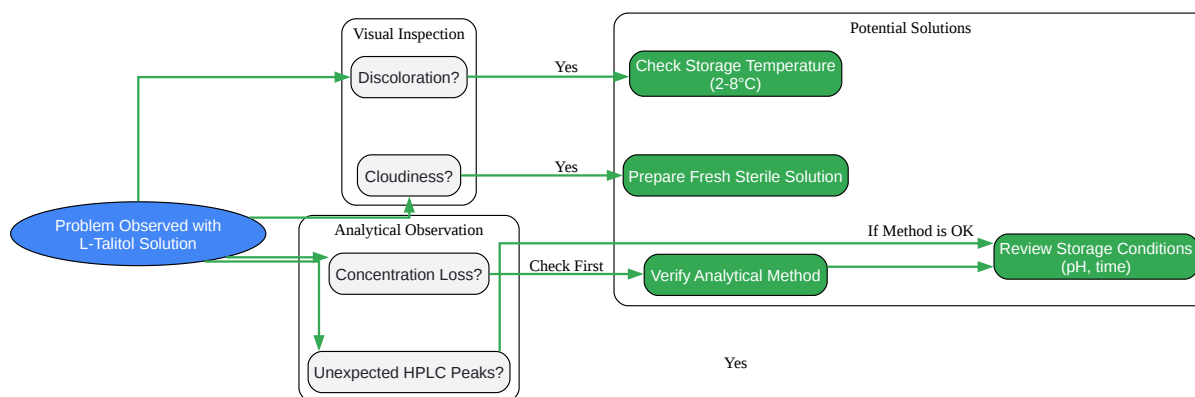 Visual Inspection
Potential Solutions
Discoloration?
Yes
Check Storage Temperature
(2-8°C)
Cloudiness?
Yes
Prepare Fresh Sterile Solution
Problem Observed with
L-Talitol Solution
Analytical Observation
If Method is OK
Concentration Loss?
Check First
Verify Analytical Method
Review Storage Conditions
(pH, time)
Unexpected HPLC Peaks?
Yes